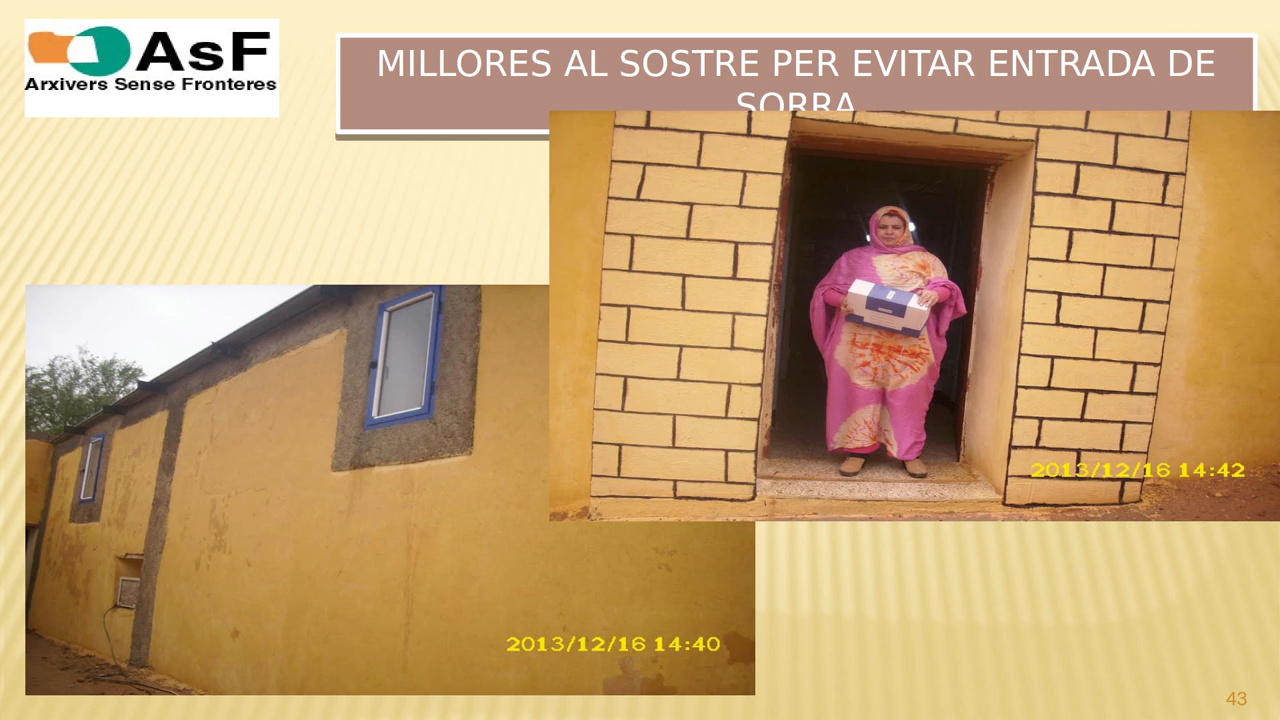 AsF
Arxivers Sense Fronteres
MILLORES AL SOSTRE PER EVITAR ENTRADA DE
SORRA
2013/12/16 14:42
2013/12/16 14:40
43